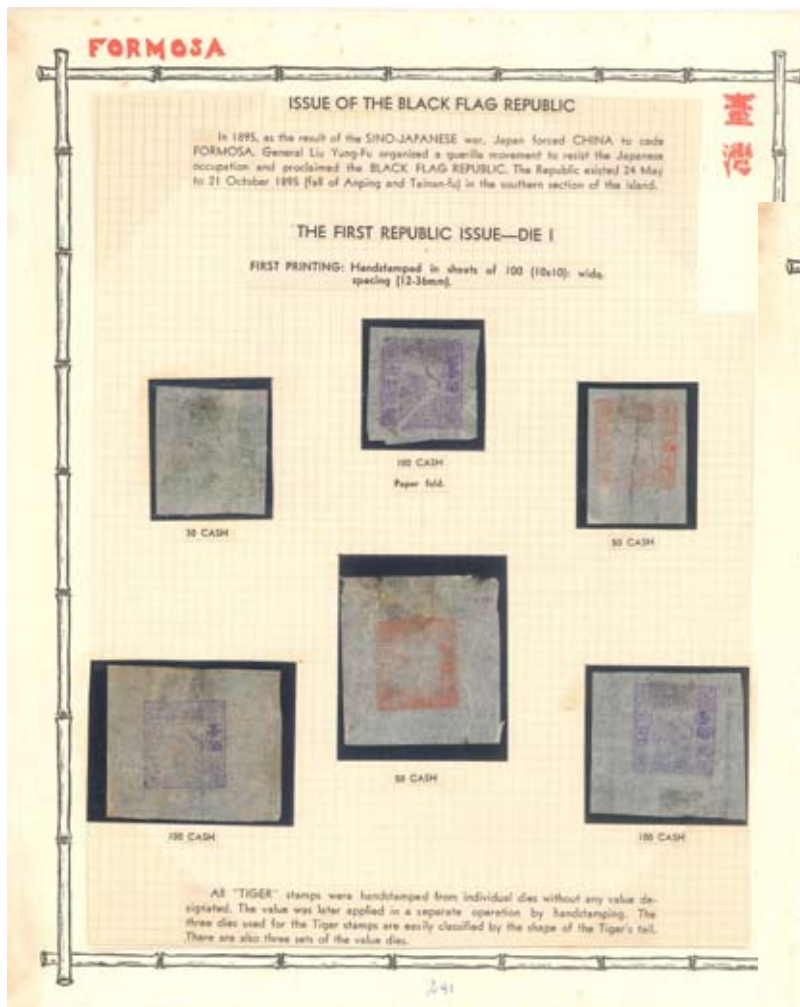 FORMOSA
臺
灣
ISSUE OF THE BLACK FLAG REPUBLIC
In 1895, as the result of the SINO-JAPANESE war, Japan forced CHINA to cede
FORMOSA. General Liu Yung-Fu organized a guerilla movement to resist the Japanese
occupation and proclaimed the BLACK FLAG REPUBLIC. The Republic existed 24 May
to 21 October 1895 (fall of Anping and Tainan-fu) in the southern section of the island.
THE FIRST REPUBLIC ISSUE—DIE I
FIRST PRINTING: Handstamped in sheets of 100 (10x10): wide.
spacing (12-36mm).
100 CASH
Paper fold.
30 CASH
50 CASH
50 CASH
100 CASH
100 CASH
All "TIGER" stamps were handstamped from individual dies without any value de-
signated. The value was later applied in a separate operation by handstamping. The
three dies used for the Tiger stamps are easily classified by the shape of the Tiger's tail.
There are also three sets of the value dies.
241